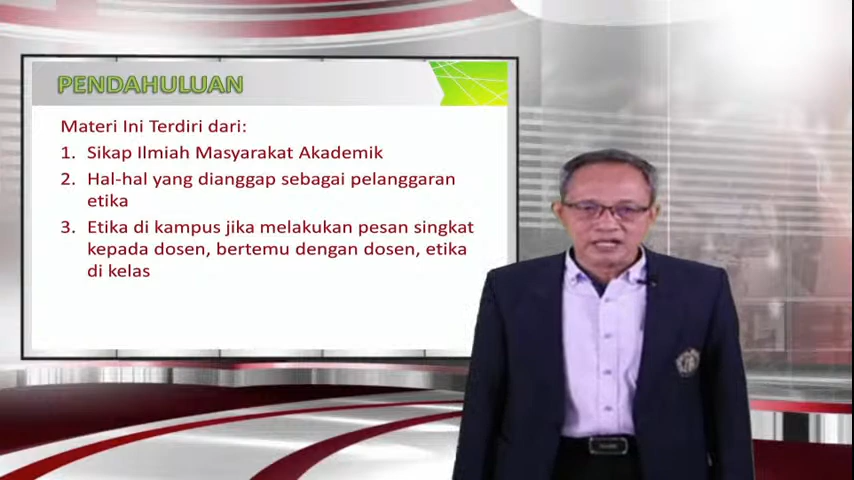 PENDAHULUAN
Materi Ini Terdiri dari:
1. Sikap Ilmiah Masyarakat Akademik
2. Hal-hal yang dianggap sebagai pelanggaran
etika
3. Etika di kampus jika melakukan pesan singkat
kepada dosen, bertemu dengan dosen, etika
di kelas